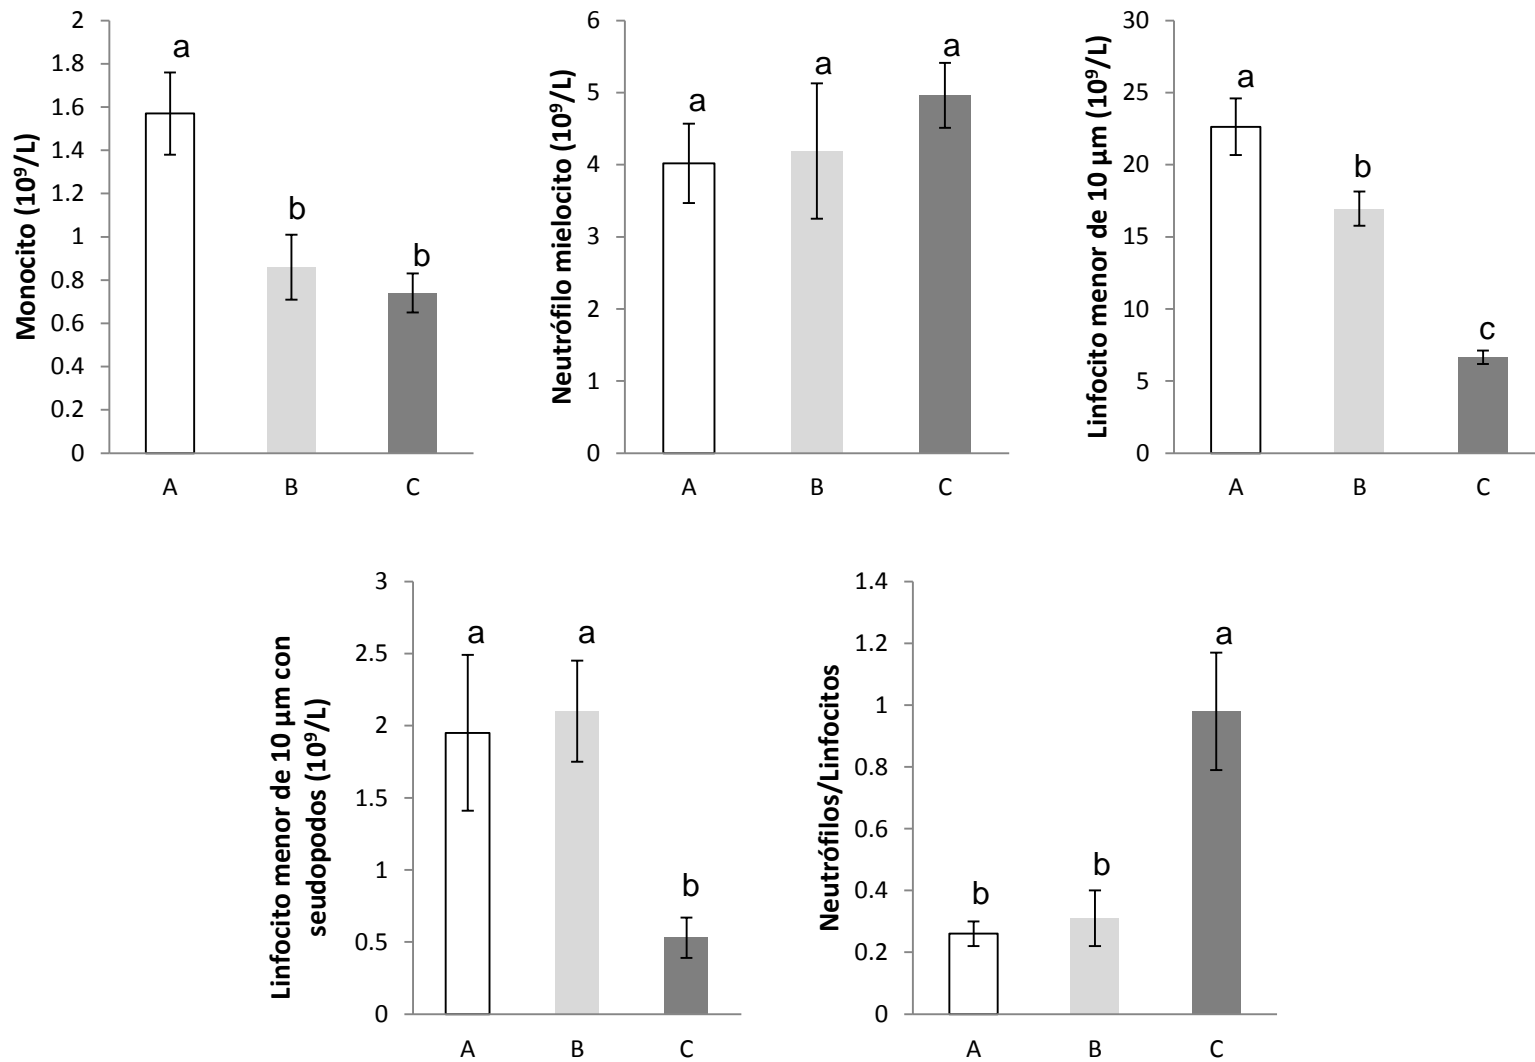 Monocito (10⁹/L)
2
1.8
1.6
1.4
1.2
1
0.8
0.6
0.4
0.2
0
a
b
b
A B C
Neutrófilo mielocito (10⁹/L)
6
5
4
3
2
1
0
a
a
a
A B C
Linfocito menor de 10 µm (10⁹/L)
30
25
20
15
10
5
0
a
b
c
A B C
Linfocito menor de 10 µm con
seudopodos (10⁹/L)
3
2.5
2
1.5
1
0.5
0
a
a
b
A B C
Neutrófilos/Linfocitos
1.4
1.2
1
0.8
0.6
0.4
0.2
0
b
b
a
A B C